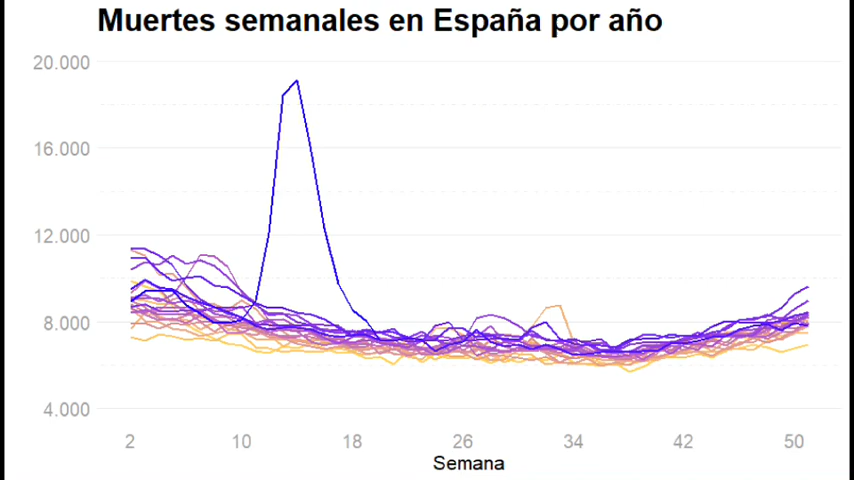 Muertes semanales en España por año
20.000
16.000
12.000
8.000
4.000
2 10 18 26 34 42 50
Semana